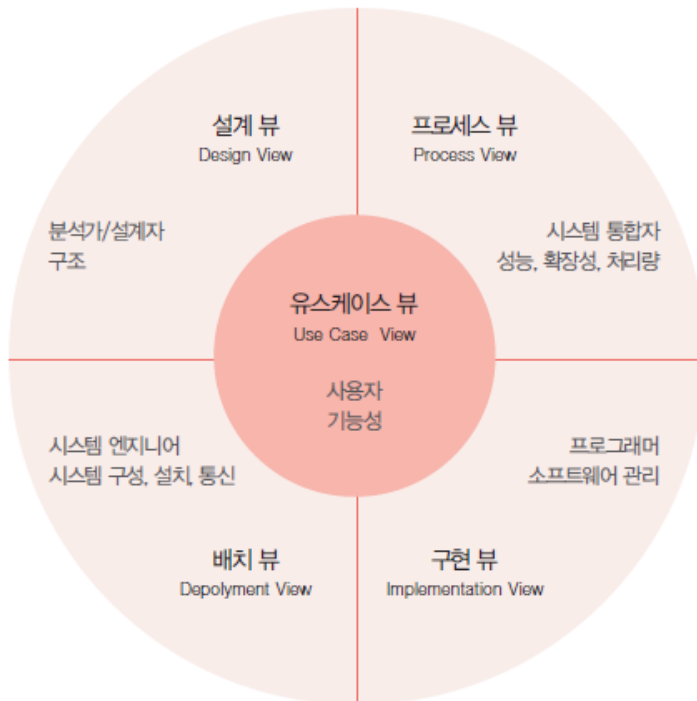 설계 뷰
Design View
프로세스 뷰
Process View
분석가/설계자
구조
시스템 통합자
성능, 확장성, 처리량
유스케이스 뷰
Use Case View
사용자
기능성
시스템 엔지니어
시스템 구성, 설치, 통신
프로그래머
소프트웨어 관리
배치 뷰
Depolyment View
구현 뷰
Implementation View